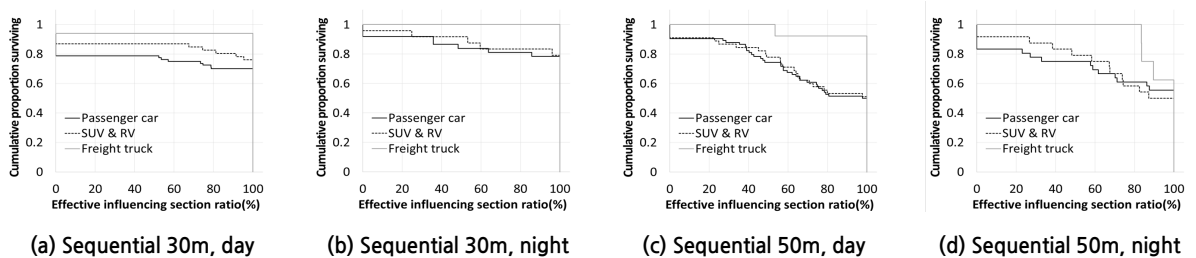 Cumulative proportion surviving
1
0.8
0.6
0.4
0.2
0
Passenger car
SUV & RV
Freight truck
0 20 40 60 80 100
Effective influencing section ratio(%)
(a) Sequential 30m, day
Cumulative proportion surviving
1
0.8
0.6
0.4
0.2
0
Passenger car
SUV & RV
Freight truck
0 20 40 60 80 100
Effective influencing section ratio(%)
(b) Sequential 30m, night
Cumulative proportion surviving
1
0.8
0.6
0.4
0.2
0
Passenger car
SUV & RV
Freight truck
0 20 40 60 80 100
Effective influencing section ratio(%)
(c) Sequential 50m, day
Cumulative proportion surviving
1
0.8
0.6
0.4
0.2
0
Passenger car
SUV & RV
Freight truck
0 20 40 60 80 100
Effective influencing section ratio(%)
(d) Sequential 50m, night